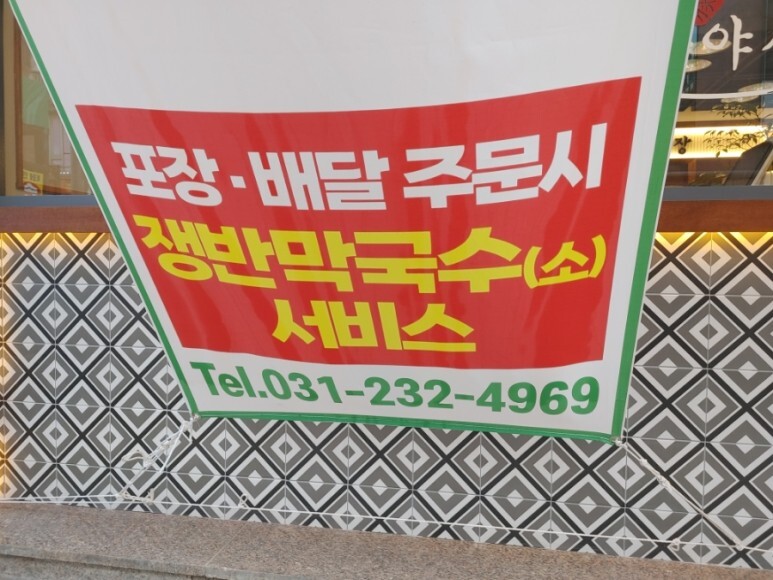 야
포장·배달 주문시
쟁반막국수(소)
서비스
Tel.031-232-4969